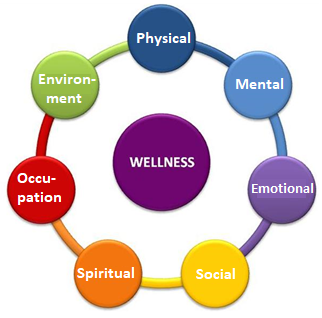 Physical
Mental
Emotional
Social
Spiritual
Occu-
pation
Environ-
ment
WELLNESS